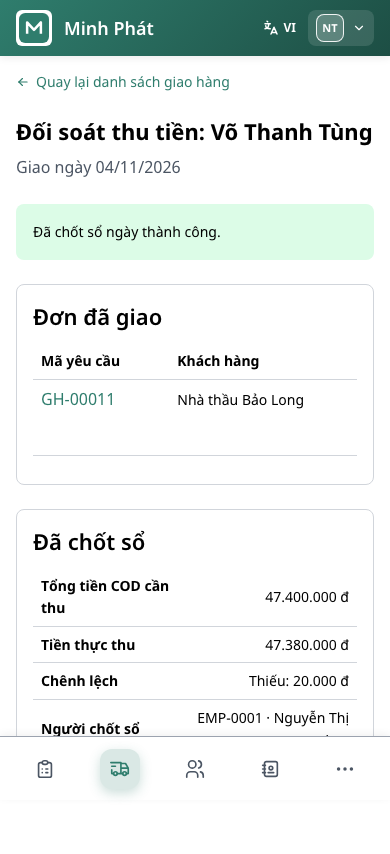 Minh Phát
VI
NT
← Quay lại danh sách giao hàng
Đối soát thu tiền: Võ Thanh Tùng
Giao ngày 04/11/2026
Đã chốt sổ ngày thành công.
Đơn đã giao
Mã yêu cầu Khách hàng
GH-00011 Nhà thầu Bảo Long
Đã chốt sổ
Tổng tiền COD cần
thu
47.400.000 đ
Tiền thực thu 47.380.000 đ
Chênh lệch Thiếu: 20.000 đ
Người chốt sổ
EMP-0001 · Nguyễn Thị